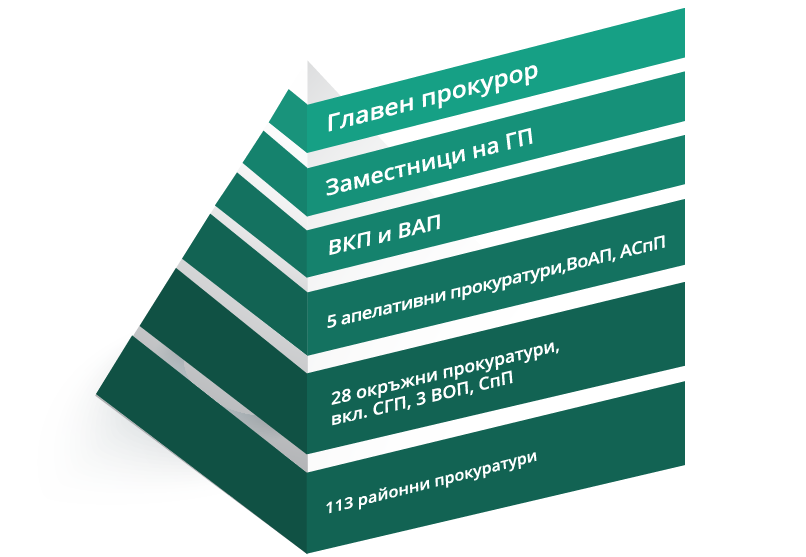 Главен прокурор
Заместници на ГП
ВКП и ВАП
5 апелативни прокуратури,ВоАП, АСпП
28 окръжни прокуратури,
вкл. СГП, 3 ВОП, СпП
113 районни прокуратури